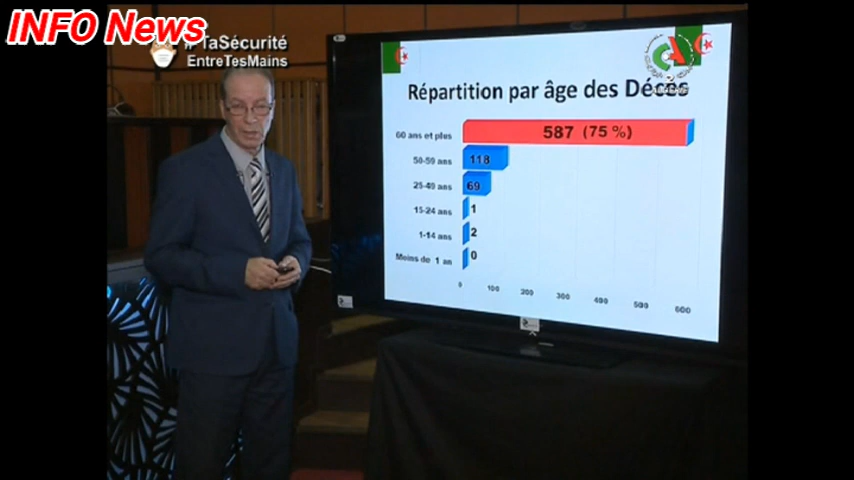 INFO News
#TaSécurité
EntreTesMains
Répartition par âge des Décès
60 ans et plus
587 (75 %)
50-59 ans
118
25-49 ans
69
15-24 ans
1
1-14 ans
2
Moins de 1 an
0
0 100 200 300 400 500 600